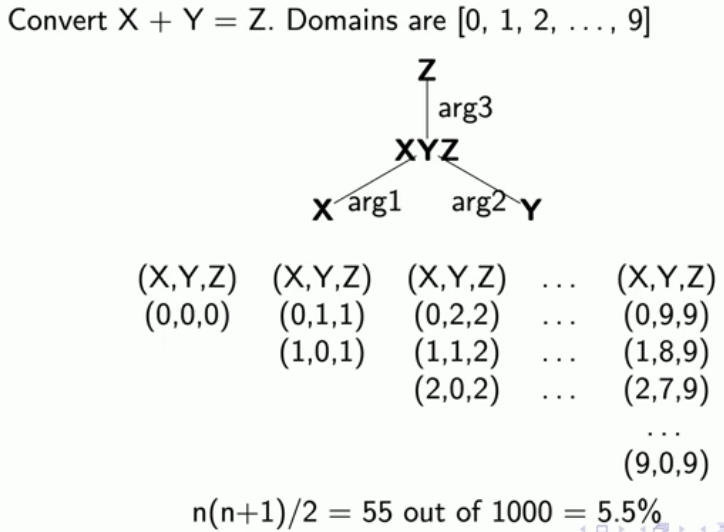 Convert X + Y = Z. Domains are [0, 1, 2, ..., 9]
Z
arg3
XYZ
X arg1 arg2 Y
(X,Y,Z) (X,Y,Z) (X,Y,Z) ... (X,Y,Z)
(0,0,0) (0,1,1) (0,2,2) ... (0,9,9)
(1,0,1) (1,1,2) ... (1,8,9)
(2,0,2) ... (2,7,9)
...
(9,0,9)
n(n+1)/2 = 55 out of 1000 = 5.5%